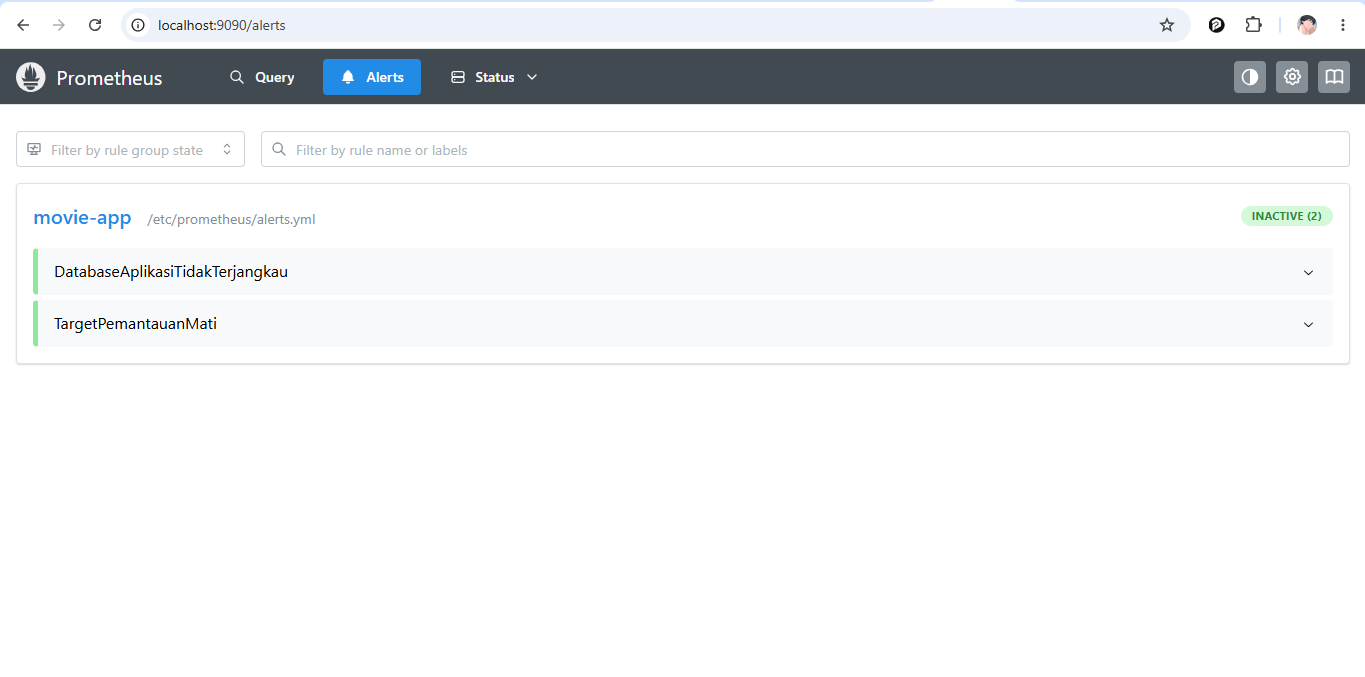 localhost:9090/alerts
Prometheus Query Alerts Status
Filter by rule group state Filter by rule name or labels
movie-app /etc/prometheus/alerts.yml INACTIVE (2)
DatabaseAplikasiTidakTerjangkau
TargetPemantauanMati